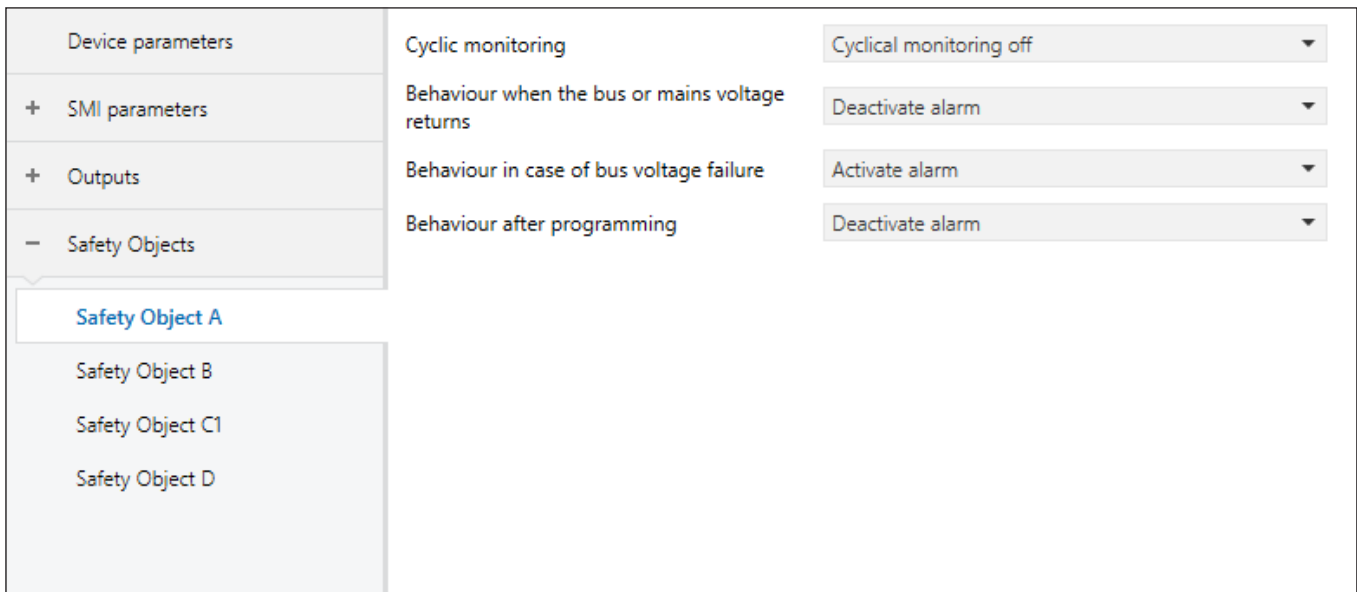 Device parameters
+ SMI parameters
+ Outputs
− Safety Objects
Safety Object A
Safety Object B
Safety Object C1
Safety Object D
Cyclic monitoring
Cyclical monitoring off
Behaviour when the bus or mains voltage
returns
Deactivate alarm
Behaviour in case of bus voltage failure
Activate alarm
Behaviour after programming
Deactivate alarm